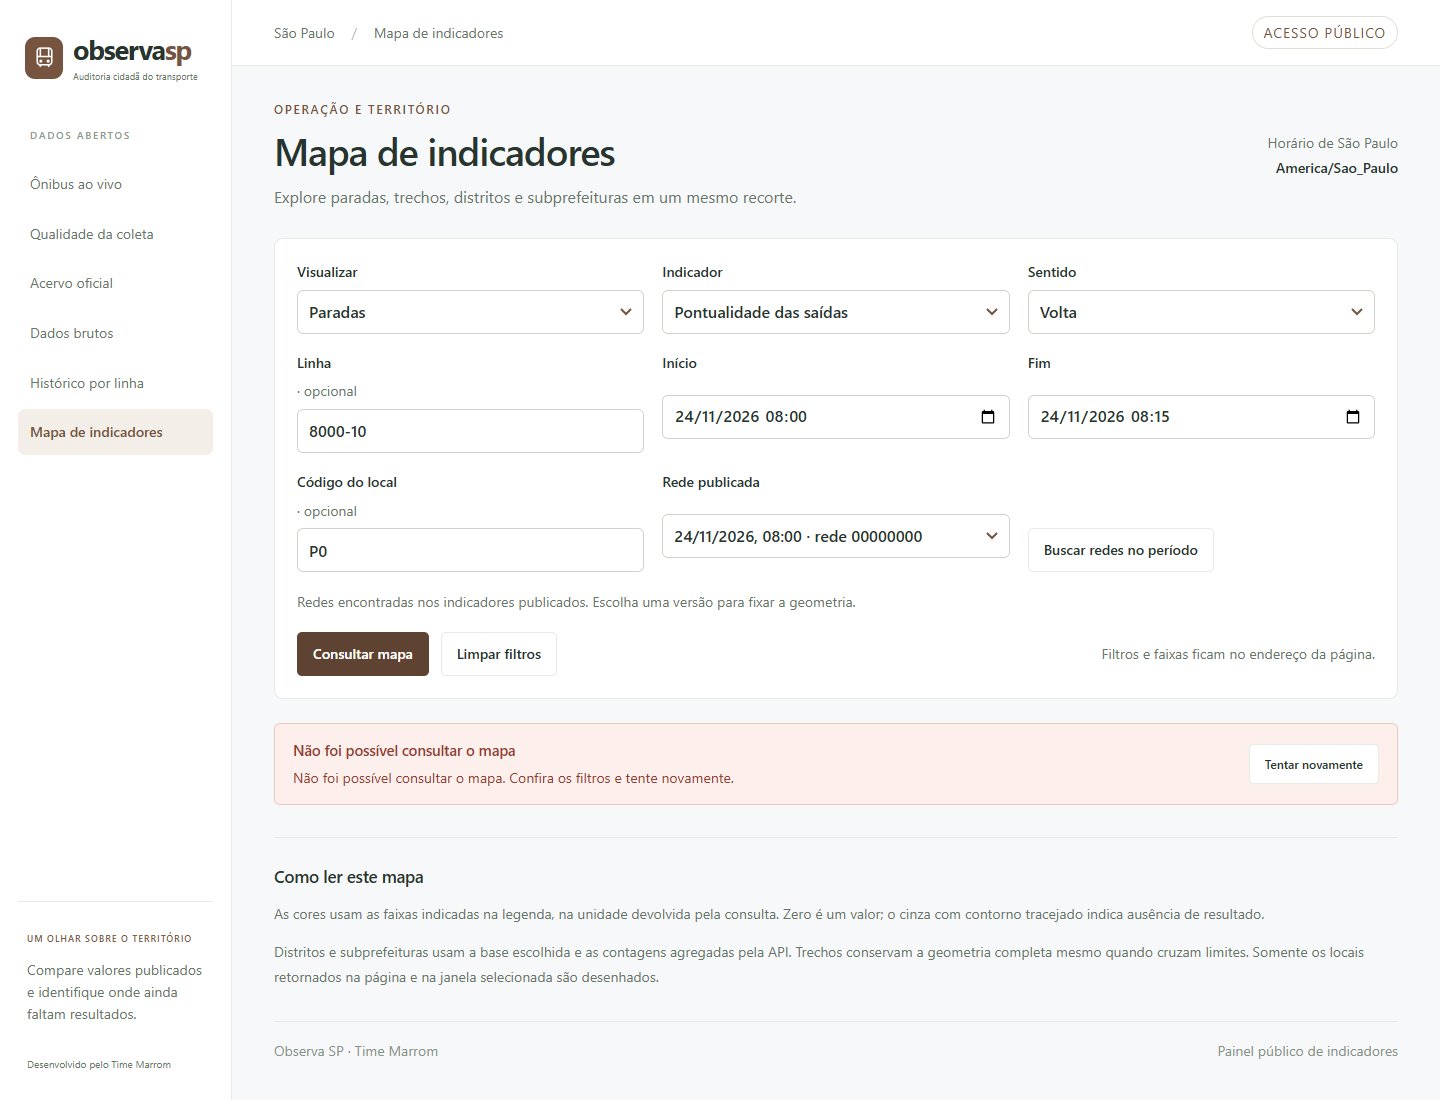 observasp
Auditoria cidadã do transporte
DADOS ABERTOS
Ônibus ao vivo
Qualidade da coleta
Acervo oficial
Dados brutos
Histórico por linha
Mapa de indicadores
UM OLHAR SOBRE O TERRITÓRIO
Compare valores publicados
e identifique onde ainda
faltam resultados.
Desenvolvido pelo Time Marrom
São Paulo / Mapa de indicadores
ACESSO PÚBLICO
OPERAÇÃO E TERRITÓRIO
Mapa de indicadores
Explore paradas, trechos, distritos e subprefeituras em um mesmo recorte.
Horário de São Paulo
America/Sao_Paulo
Visualizar
Paradas
Indicador
Pontualidade das saídas
Sentido
Volta
Linha
· opcional
8000-10
Início
24/11/2026 08:00
Fim
24/11/2026 08:15
Código do local
· opcional
P0
Rede publicada
24/11/2026, 08:00 · rede 00000000
Buscar redes no período
Redes encontradas nos indicadores publicados. Escolha uma versão para fixar a geometria.
Consultar mapa
Limpar filtros
Filtros e faixas ficam no endereço da página.
Não foi possível consultar o mapa
Não foi possível consultar o mapa. Confira os filtros e tente novamente.
Tentar novamente
Como ler este mapa
As cores usam as faixas indicadas na legenda, na unidade devolvida pela consulta. Zero é um valor; o cinza com contorno tracejado indica ausência de resultado.
Distritos e subprefeituras usam a base escolhida e as contagens agregadas pela API. Trechos conservam a geometria completa mesmo quando cruzam limites. Somente os locais
retornados na página e na janela selecionada são desenhados.
Observa SP · Time Marrom
Painel público de indicadores